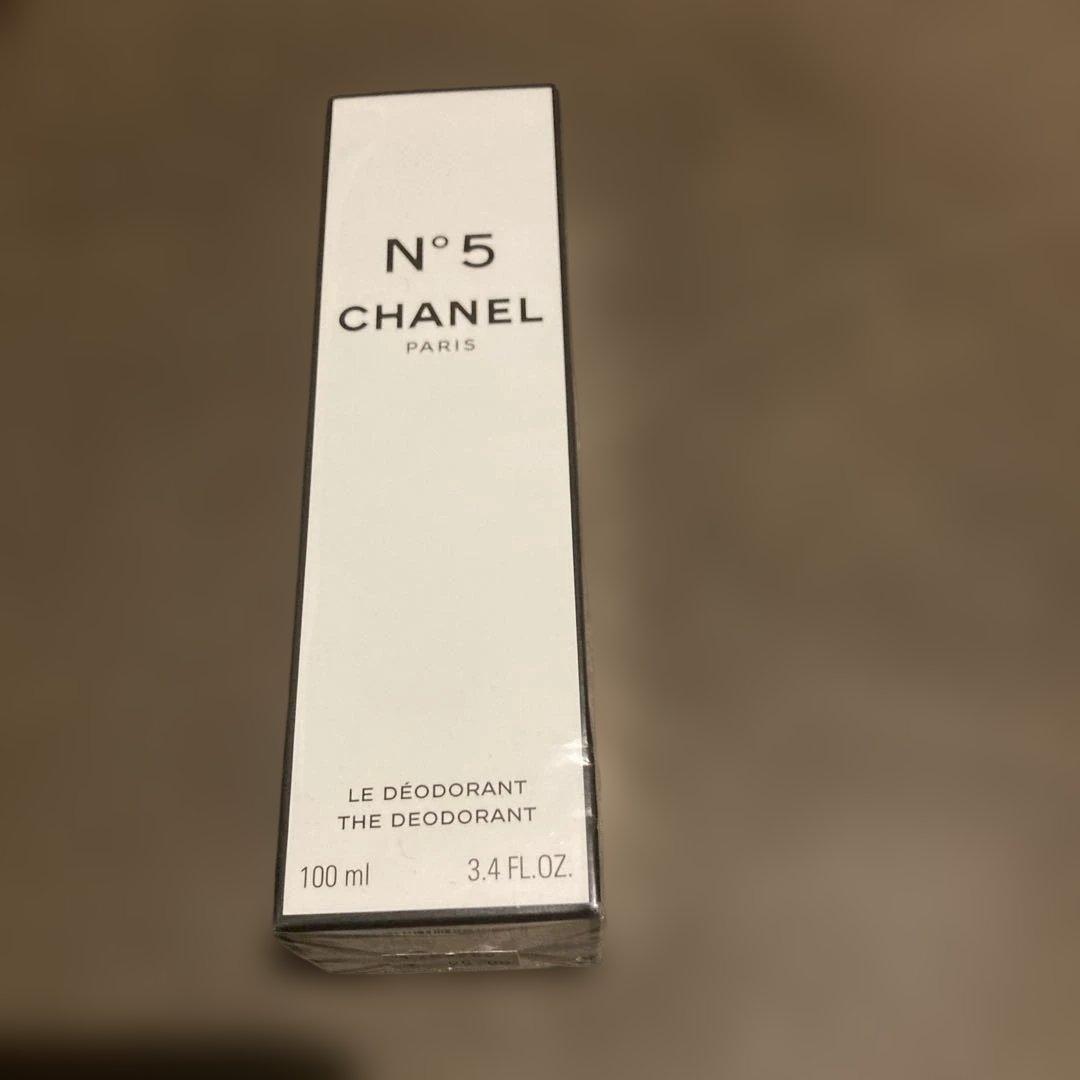 N° 5
CHANEL
PARIS
LE DÉODORANT
THE DEODORANT
100 ml 3.4 FL.OZ.